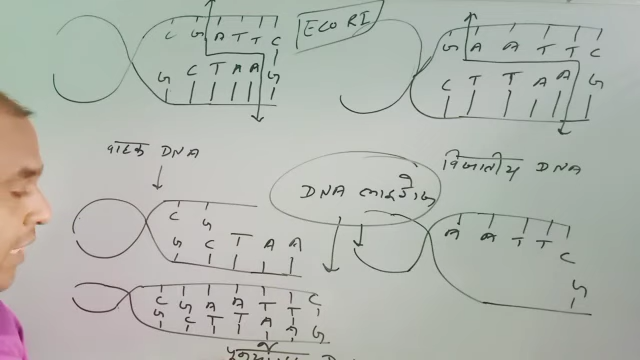 ECO RI
C G A T T C
G C T A A G
G A A T T C
C T T A A G
वाहक DNA
विजातीय DNA
DNA लाइगेज
C G
G C T A A
A A T T C
G
C G A A T T C
G C T T A A G